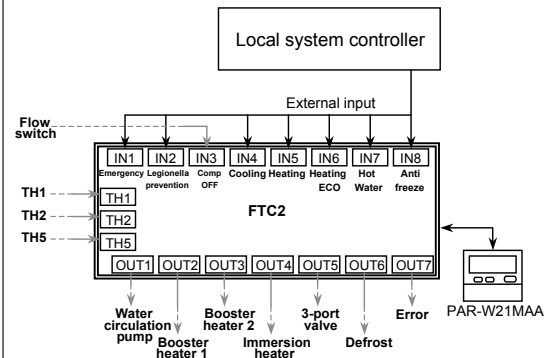 Local system controller
External input
Flow
switch
IN1 IN2 IN3 IN4 IN5 IN6 IN7 IN8
Emergency Legionella prevention Comp OFF Cooling Heating Heating ECO Hot Water Anti freeze
TH1 TH1
TH2 TH2
TH5 TH5
FTC2
OUT1 OUT2 OUT3 OUT4 OUT5 OUT6 OUT7
PAR-W21MAA
Water
circulation
pump
Booster
heater 1
Booster
heater 2
Immersion
heater
3-port
valve
Defrost
Error